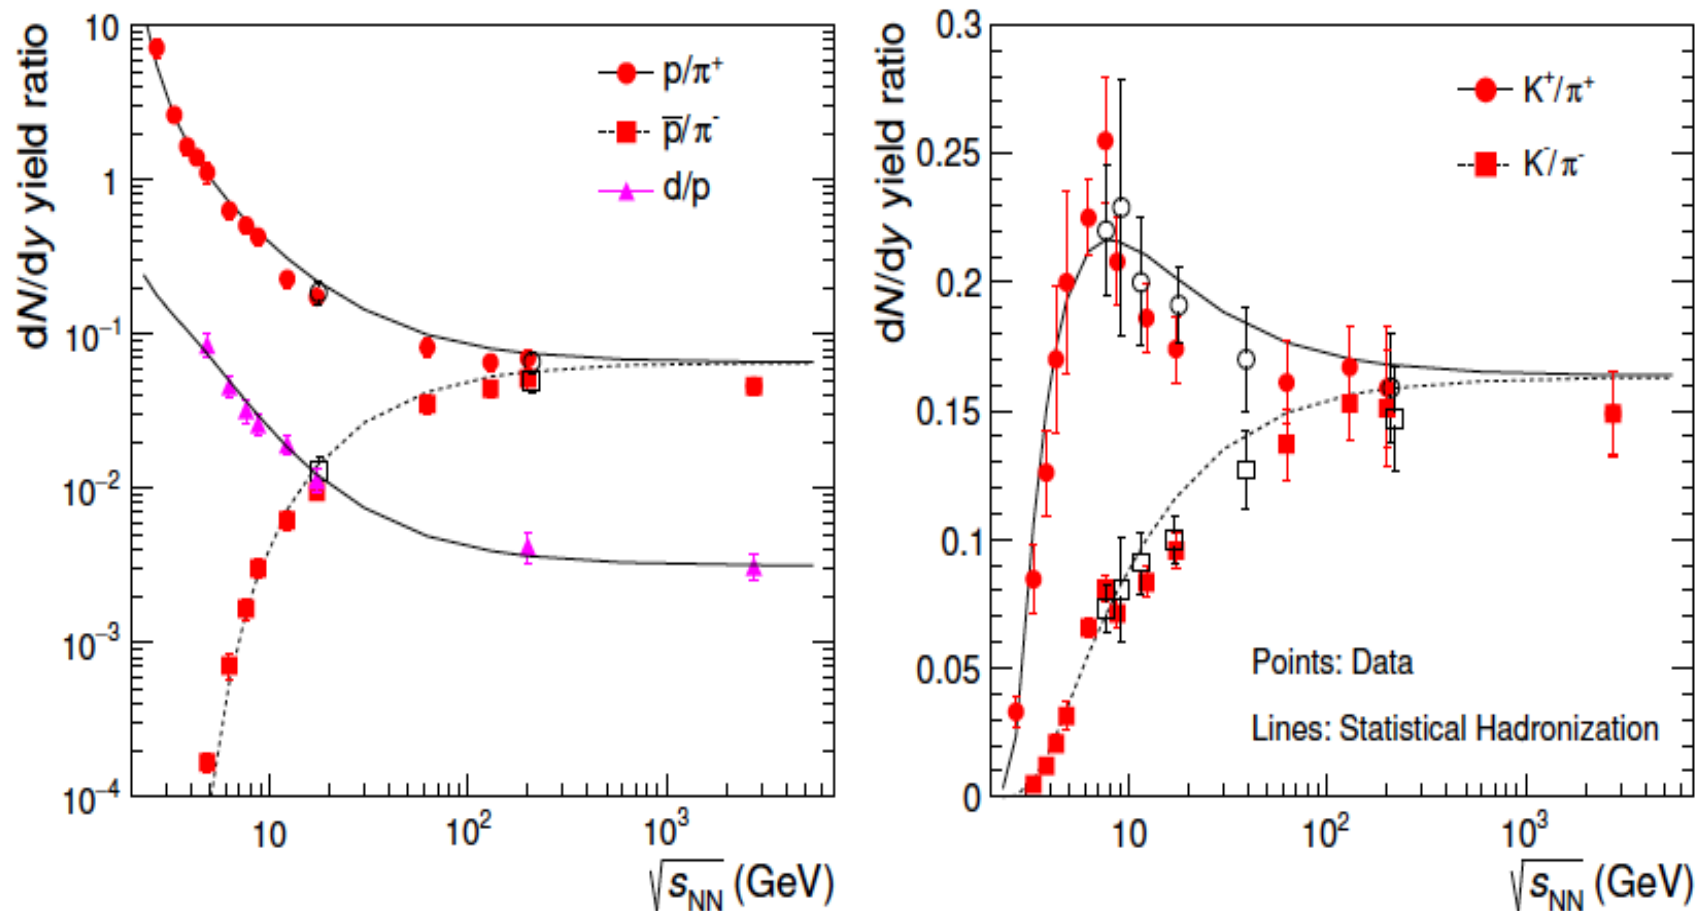 dN/dy yield ratio
10
1
10⁻¹
10⁻²
10⁻³
10⁻⁴
p/π⁺
p̅/π⁻
d/p
10
10²
10³
√s_NN (GeV)
dN/dy yield ratio
0.3
0.25
0.2
0.15
0.1
0.05
0
K⁺/π⁺
K⁻/π⁻
Points: Data
Lines: Statistical Hadronization
10
10²
10³
√s_NN (GeV)